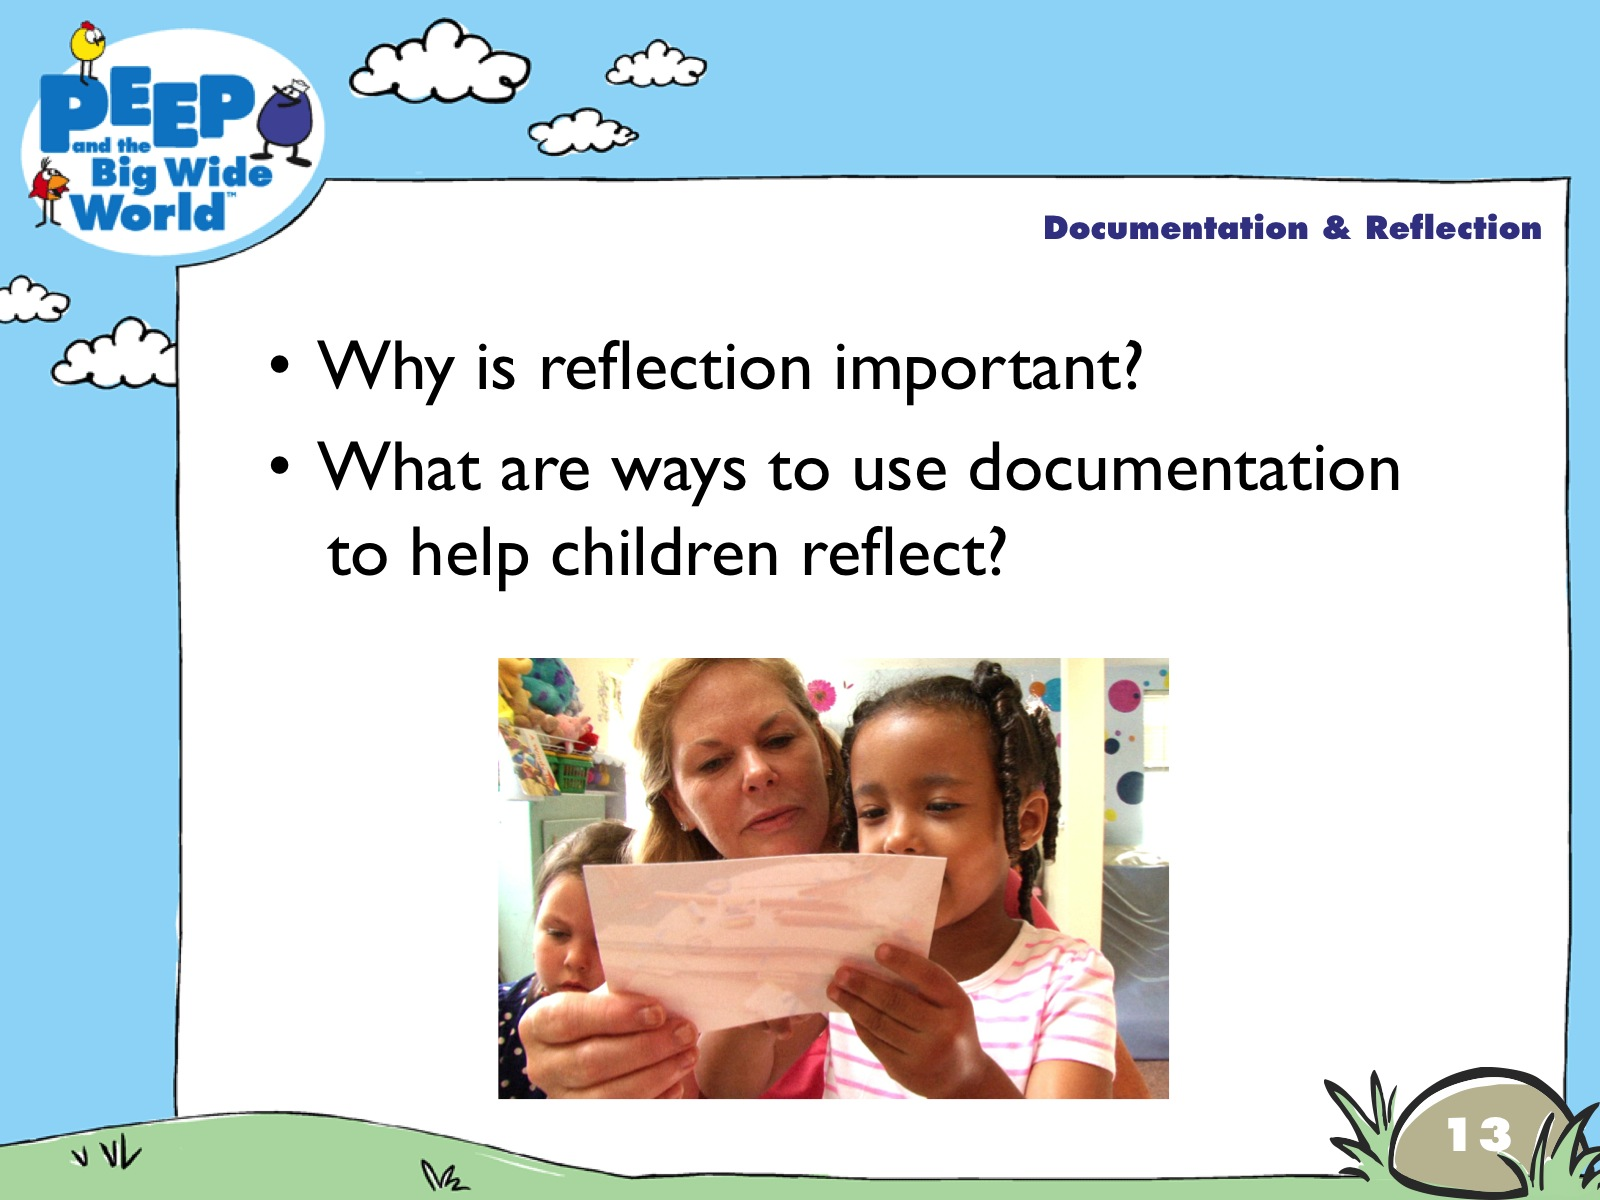 PEEP
and the
Big Wide
World™
Documentation & Reflection
• Why is reflection important?
• What are ways to use documentation
to help children reflect?
13